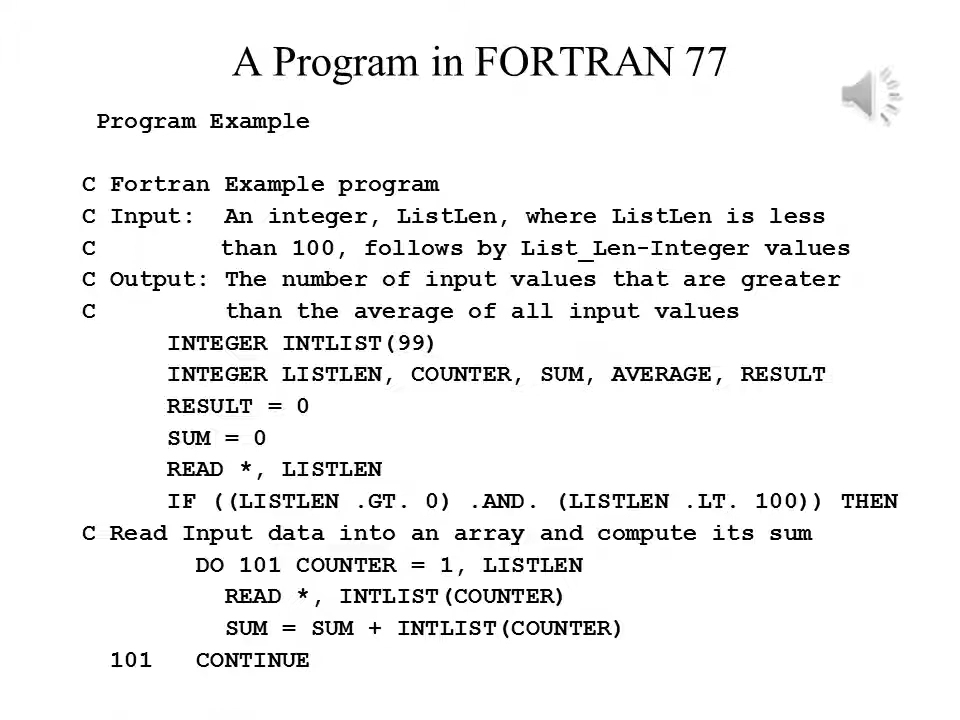 A Program in FORTRAN 77
Program Example
C Fortran Example program
C Input:  An integer, ListLen, where ListLen is less
C         than 100, follows by List_Len-Integer values
C Output: The number of input values that are greater
C         than the average of all input values
      INTEGER INTLIST(99)
      INTEGER LISTLEN, COUNTER, SUM, AVERAGE, RESULT
      RESULT = 0
      SUM = 0
      READ *, LISTLEN
      IF ((LISTLEN .GT. 0) .AND. (LISTLEN .LT. 100)) THEN
C Read Input data into an array and compute its sum
        DO 101 COUNTER = 1, LISTLEN
          READ *, INTLIST(COUNTER)
          SUM = SUM + INTLIST(COUNTER)
  101   CONTINUE